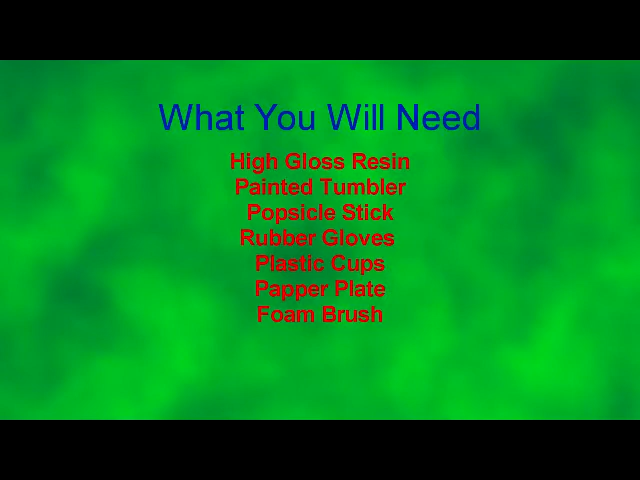 What You Will Need
High Gloss Resin
Painted Tumbler
Popsicle Stick
Rubber Gloves
Plastic Cups
Papper Plate
Foam Brush